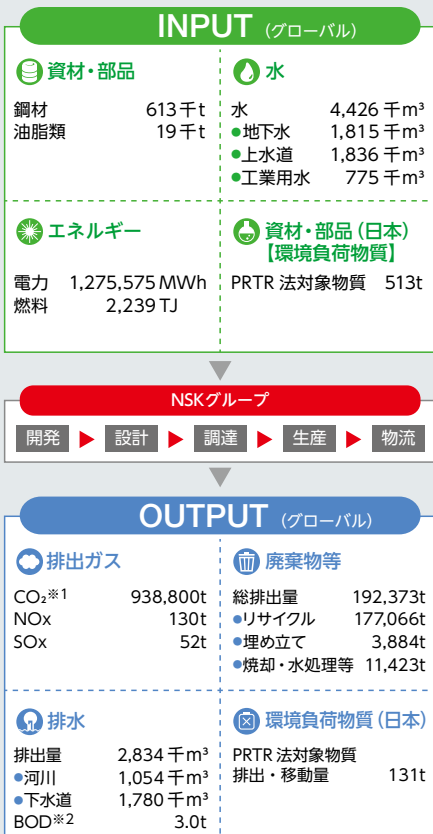 INPUT (グローバル)
資材・部品
鋼材 613千t
油脂類 19千t
水
水 4,426千m³
●地下水 1,815千m³
●上水道 1,836千m³
●工業用水 775千m³
エネルギー
電力 1,275,575MWh
燃料 2,239TJ
資材・部品(日本)
【環境負荷物質】
PRTR法対象物質 513t
NSKグループ
開発 ▶ 設計 ▶ 調達 ▶ 生産 ▶ 物流
OUTPUT (グローバル)
排出ガス
CO₂※1 938,800t
NOx 130t
SOx 52t
廃棄物等
総排出量 192,373t
●リサイクル 177,066t
●埋め立て 3,884t
●焼却・水処理等 11,423t
排水
排出量 2,834千m³
●河川 1,054千m³
●下水道 1,780千m³
BOD※2 3.0t
環境負荷物質(日本)
PRTR法対象物質
排出・移動量 131t